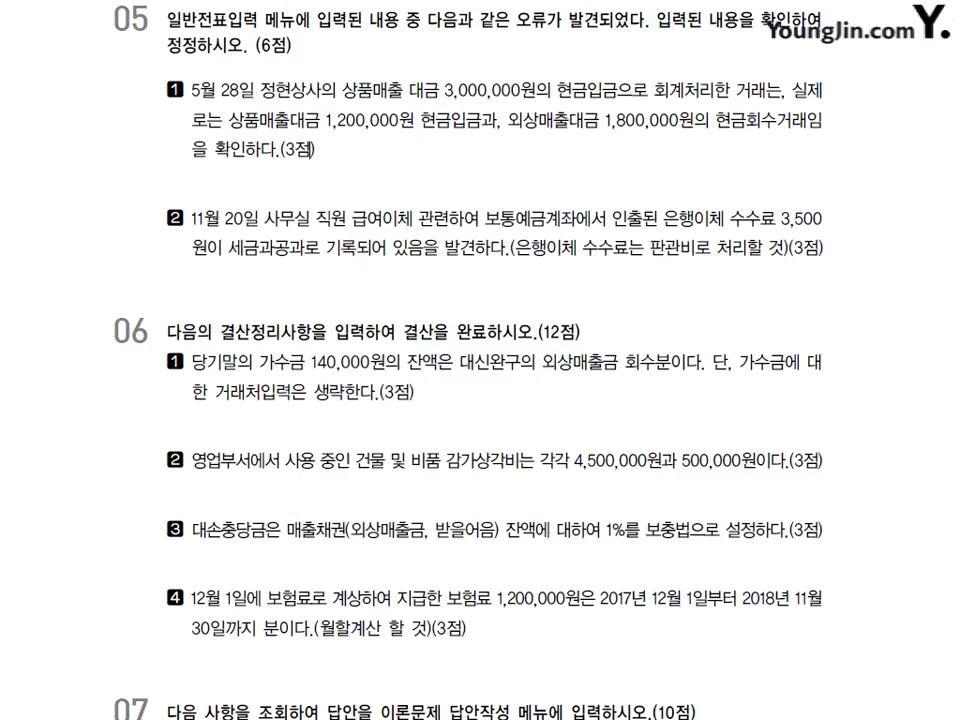 05 일반전표입력 메뉴에 입력된 내용 중 다음과 같은 오류가 발견되었다. 입력된 내용을 확인하여
YoungJin.com Y.
정정하시오. (6점)
1 5월 28일 정현상사의 상품매출 대금 3,000,000원의 현금입금으로 회계처리한 거래는, 실제
로는 상품매출대금 1,200,000원 현금입금과, 외상매출대금 1,800,000원의 현금회수거래임
을 확인하다.(3점)
2 11월 20일 사무실 직원 급여이체 관련하여 보통예금계좌에서 인출된 은행이체 수수료 3,500
원이 세금과공과로 기록되어 있음을 발견하다.(은행이체 수수료는 판관비로 처리할 것)(3점)
06 다음의 결산정리사항을 입력하여 결산을 완료하시오.(12점)
1 당기말의 가수금 140,000원의 잔액은 대신완구의 외상매출금 회수분이다. 단, 가수금에 대
한 거래처입력은 생략한다.(3점)
2 영업부서에서 사용 중인 건물 및 비품 감가상각비는 각각 4,500,000원과 500,000원이다.(3점)
3 대손충당금은 매출채권(외상매출금, 받을어음) 잔액에 대하여 1%를 보충법으로 설정하다.(3점)
4 12월 1일에 보험료로 계상하여 지급한 보험료 1,200,000원은 2017년 12월 1일부터 2018년 11월
30일까지 분이다.(월할계산 할 것)(3점)
07 다음 사항을 조회하여 답안을 이론문제 답안작성 메뉴에 입력하시오.(10점)